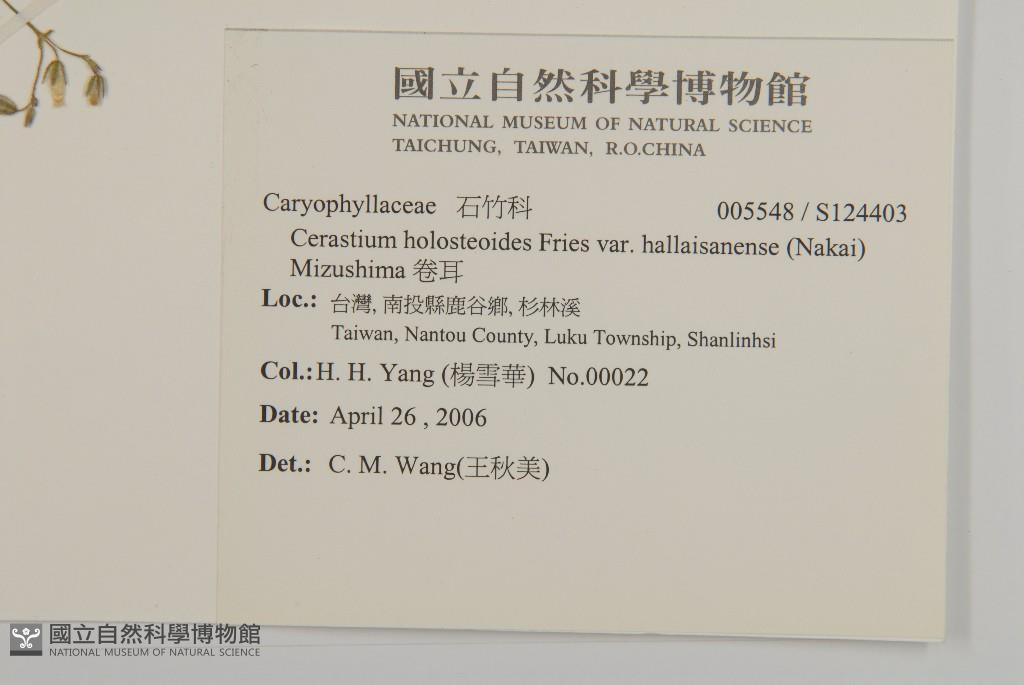 國立自然科學博物館
NATIONAL MUSEUM OF NATURAL SCIENCE
TAICHUNG, TAIWAN, R.O.CHINA
Caryophyllaceae 石竹科 005548 / S124403
Cerastium holosteoides Fries var. hallaisanense (Nakai)
Mizushima 卷耳
Loc.: 台灣, 南投縣鹿谷鄉, 杉林溪
Taiwan, Nantou County, Luku Township, Shanlinhsi
Col.:H. H. Yang (楊雪華) No.00022
Date: April 26 , 2006
Det.: C. M. Wang(王秋美)
國立自然科學博物館
NATIONAL MUSEUM OF NATURAL SCIENCE